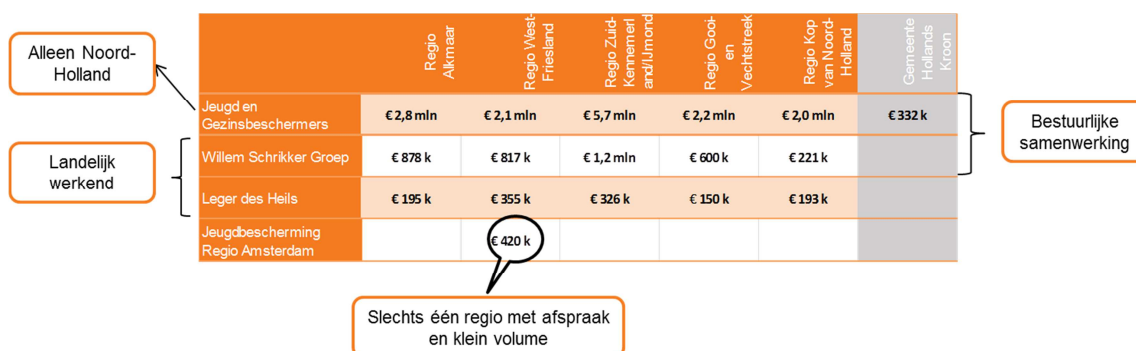 Alleen Noord-
Holland
Landelijk
werkend
Regio
Alkmaar
Regio West-
Friesland
Regio Zuid-
Kennemerl
and/IJmond
Regio Gooi-
en
Vechtstreek
Regio Kop
van Noord-
Holland
Gemeente
Hollands
Kroon
Jeugd en
Gezinsbeschermers
€ 2,8 mln
€ 2,1 mln
€ 5,7 mln
€ 2,2 mln
€ 2,0 mln
€ 332 k
Willem Schrikker Groep
€ 878 k
€ 817 k
€ 1,2 mln
€ 600 k
€ 221 k
Leger des Heils
€ 195 k
€ 355 k
€ 326 k
€ 150 k
€ 193 k
Jeugdbescherming
Regio Amsterdam
€ 420 k
Bestuurlijke
samenwerking
Slechts één regio met afspraak
en klein volume